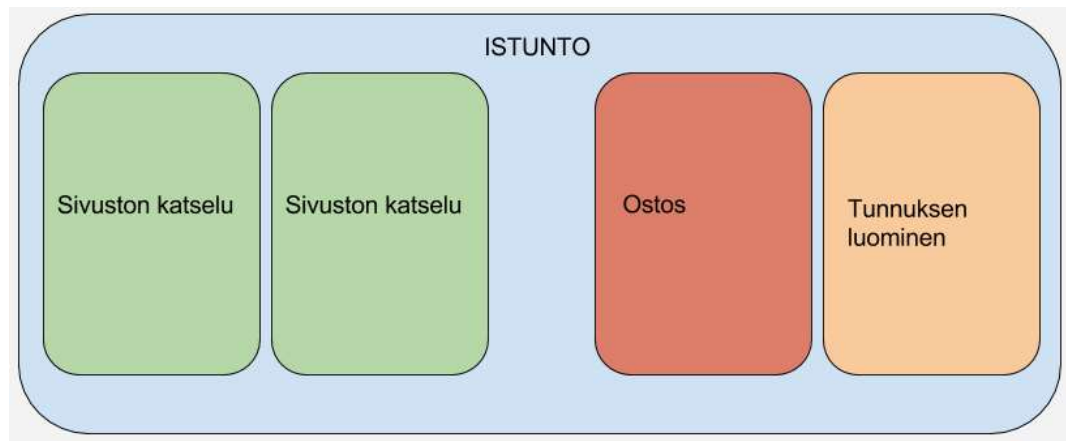 ISTUNTO
Sivuston katselu
Sivuston katselu
Ostos
Tunnuksen
luominen